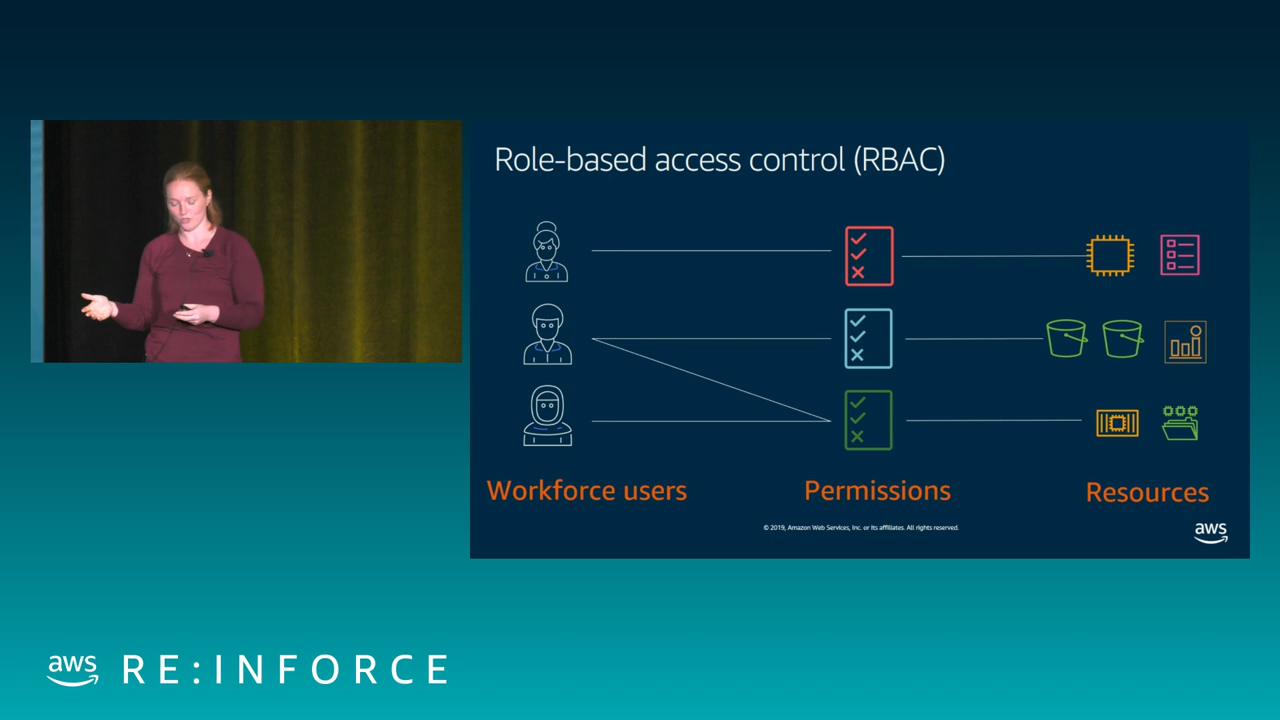 Role-based access control (RBAC)
Workforce users
Permissions
Resources
© 2019, Amazon Web Services, Inc. or its affiliates. All rights reserved.
aws
aws RE:INFORCE